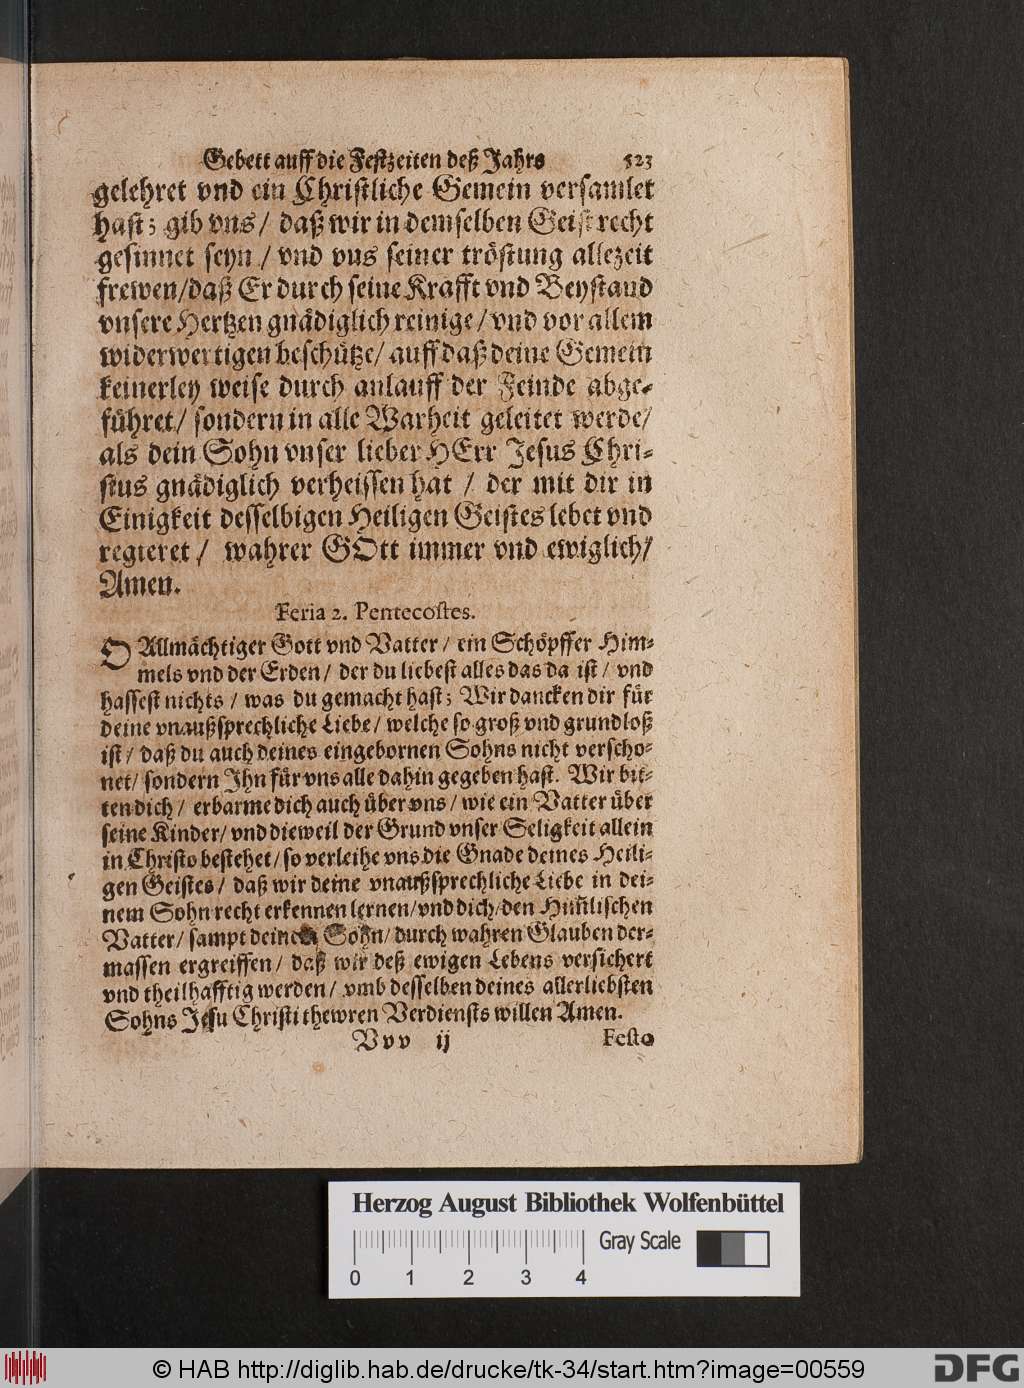 Gebett auff die Festzeiten deß Jahrs 523
gelehret vnd ein Christliche Gemein versamlet
hast; gib vns / daß wir in demselben Geist recht
gesinnet seyn / vnd vns seiner tröstung allezeit
frewen/daß Er durch seine Krafft vnd Beystand
vnsere Hertzen gnädiglich reinige / vnd vor allem
widerwertigen beschütze/ auff daß deine Gemein
keinerley weise durch anlauff der Feinde abge-
führet/ sondern in alle Warheit geleitet werde/
als dein Sohn vnser lieber HErr Jesus Chri-
stus gnädiglich verheissen hat / der mit dir in
Einigkeit desselbigen Heiligen Geistes lebet vnd
regieret / wahrer GOtt immer vnd ewiglich/
Amen.
Feria 2. Pentecostes.
O Allmächtiger Gott vnd Vatter / ein Schöpffer Him-
mels vnd der Erden / der du liebest alles das da ist / vnd
hassest nichts / was du gemacht hast; Wir dancken dir für
deine vnaußsprechliche Liebe / welche so groß vnd grundloß
ist / daß du auch deines eingebornen Sohns nicht verscho-
net/ sondern Ihn für vns alle dahin gegeben hast. Wir bit-
ten dich / erbarme dich auch über vns / wie ein Vatter über
seine Kinder/ vnd dieweil der Grund vnser Seligkeit allein
in Christo bestehet/ so verleihe vns die Gnade deines Heili-
gen Geistes / daß wir deine vnaußsprechliche Liebe in dei-
nem Sohn recht erkennen lernen/vnd dich/den Him̃lischen
Vatter/ sampt deinem Sohn/ durch wahren Glauben der-
massen ergreiffen / daß wir deß ewigen Lebens versichert
vnd theilhafftig werden / vmb desselben deines allerliebsten
Sohns Jesu Christi thewren Verdiensts willen Amen.
Vvv ij Festo
Herzog August Bibliothek Wolfenbüttel
0 1 2 3 4 Gray Scale
© HAB http://diglib.hab.de/drucke/tk-34/start.htm?image=00559 DFG